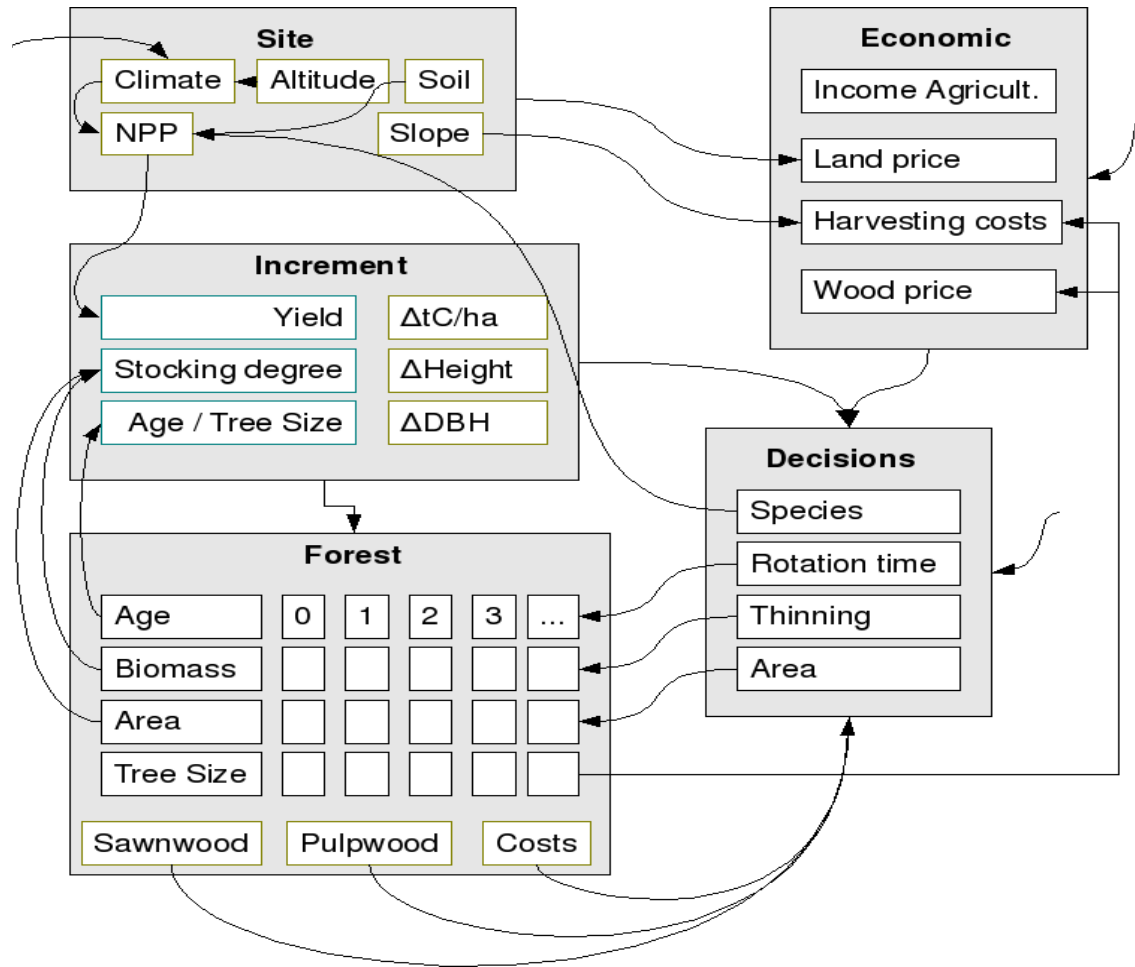 Site
Climate
Altitude
Soil
NPP
Slope
Economic
Income Agricult.
Land price
Harvesting costs
Wood price
Increment
Yield
ΔtC/ha
Stocking degree
ΔHeight
Age / Tree Size
ΔDBH
Decisions
Species
Rotation time
Thinning
Area
Forest
Age 0 1 2 3 ...
Biomass
Area
Tree Size
Sawnwood
Pulpwood
Costs